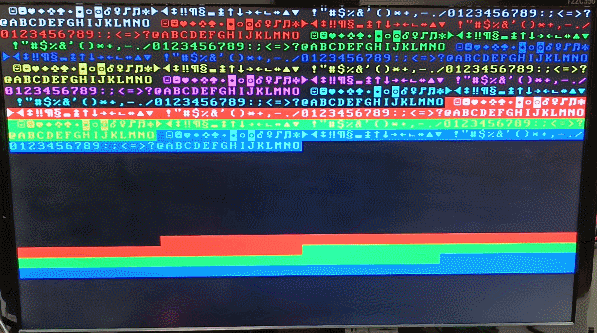 ☺☻♥♦♣♠•◘○◙♂♀♪♫☼►◄↕‼¶§▬↨↑↓→←∟↔▲▼ !"#$%&'()*+,-./0123456789:;<=>?
@ABCDEFGHIJKLMNO ☺☻♥♦♣♠•◘○◙♂♀♪♫☼►◄↕‼¶§▬↨↑↓→←∟↔▲▼ !"#$%&'()*+,-./
0123456789:;<=>?@ABCDEFGHIJKLMNO ☺☻♥♦♣♠•◘○◙♂♀♪♫☼►◄↕‼¶§▬↨↑↓→←∟↔▲▼
!"#$%&'()*+,-./0123456789:;<=>?@ABCDEFGHIJKLMNO ☺☻♥♦♣♠•◘○◙♂♀♪♫☼
►◄↕‼¶§▬↨↑↓→←∟↔▲▼ !"#$%&'()*+,-./0123456789:;<=>?@ABCDEFGHIJKLMNO
☺☻♥♦♣♠•◘○◙♂♀♪♫☼►◄↕‼¶§▬↨↑↓→←∟↔▲▼ !"#$%&'()*+,-./0123456789:;<=>?
@ABCDEFGHIJKLMNO ☺☻♥♦♣♠•◘○◙♂♀♪♫☼►◄↕‼¶§▬↨↑↓→←∟↔▲▼ !"#$%&'()*+,-./
0123456789:;<=>?@ABCDEFGHIJKLMNO ☺☻♥♦♣♠•◘○◙♂♀♪♫☼►◄↕‼¶§▬↨↑↓→←∟↔▲▼
!"#$%&'()*+,-./0123456789:;<=>?@ABCDEFGHIJKLMNO ☺☻♥♦♣♠•◘○◙♂♀♪♫☼
►◄↕‼¶§▬↨↑↓→←∟↔▲▼ !"#$%&'()*+,-./0123456789:;<=>?@ABCDEFGHIJKLMNO
☺☻♥♦♣♠•◘○◙♂♀♪♫☼►◄↕‼¶§▬↨↑↓→←∟↔▲▼ !"#$%&'()*+,-./0123456789:;<=>?
@ABCDEFGHIJKLMNO ☺☻♥♦♣♠•◘○◙♂♀♪♫☼►◄↕‼¶§▬↨↑↓→←∟↔▲▼ !"#$%&'()*+,-./
0123456789:;<=>?@ABCDEFGHIJKLMNO